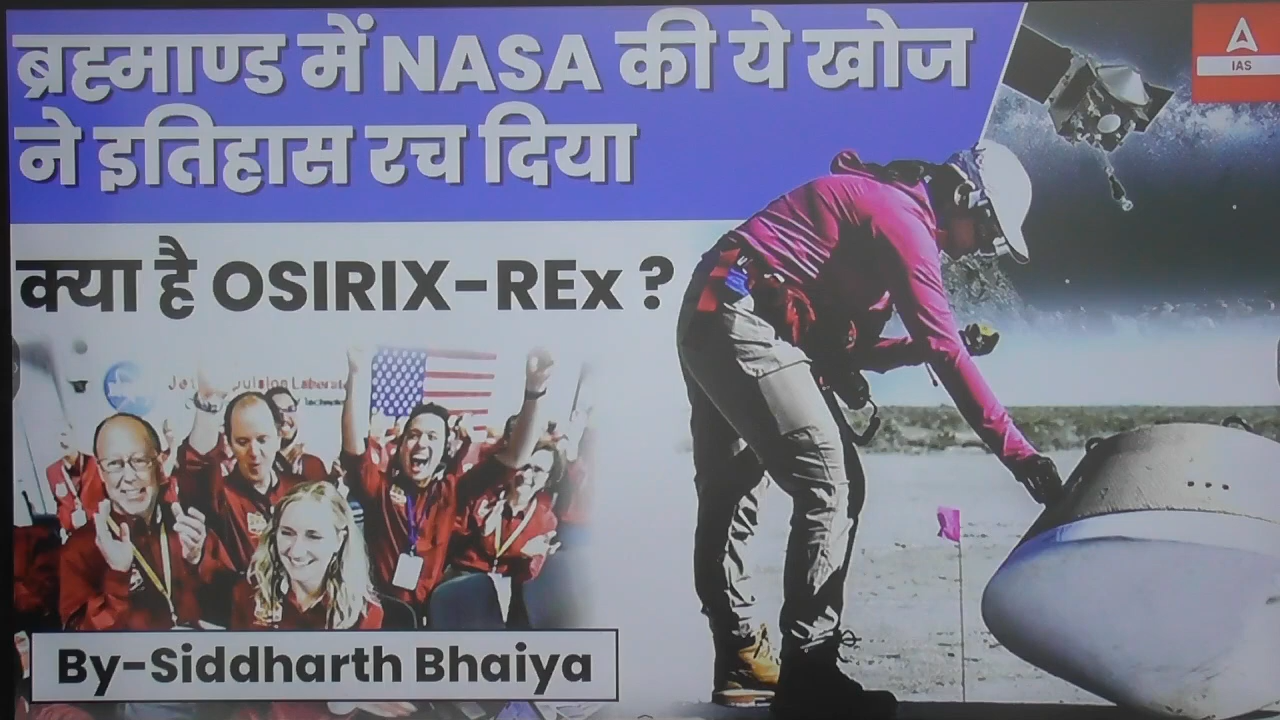 ब्रह्माण्ड में NASA की ये खोज
ने इतिहास रच दिया
IAS
क्या है OSIRIX-REx ?
By-Siddharth Bhaiya